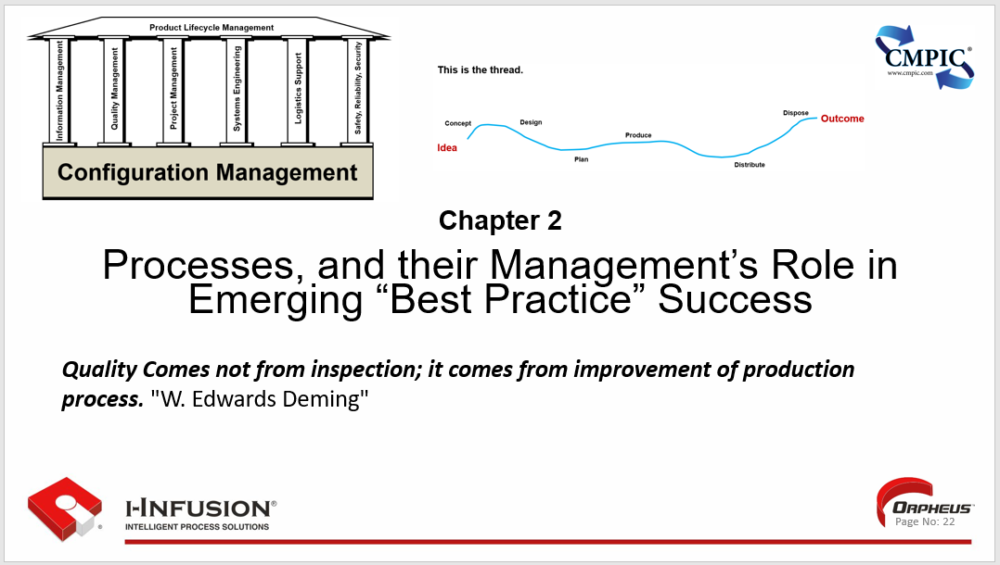 Product Lifecycle Management
Information Management
Quality Management
Project Management
Systems Engineering
Logistics Support
Safety, Reliability, Security
Configuration Management
This is the thread.
Idea
Concept
Design
Plan
Produce
Distribute
Dispose
Outcome
CMPIC®
www.cmpic.com
Chapter 2
Processes, and their Management’s Role in
Emerging “Best Practice” Success
Quality Comes not from inspection; it comes from improvement of production
process. "W. Edwards Deming"
I-INFUSION®
INTELLIGENT PROCESS SOLUTIONS
ORPHEUS™
Page No: 22